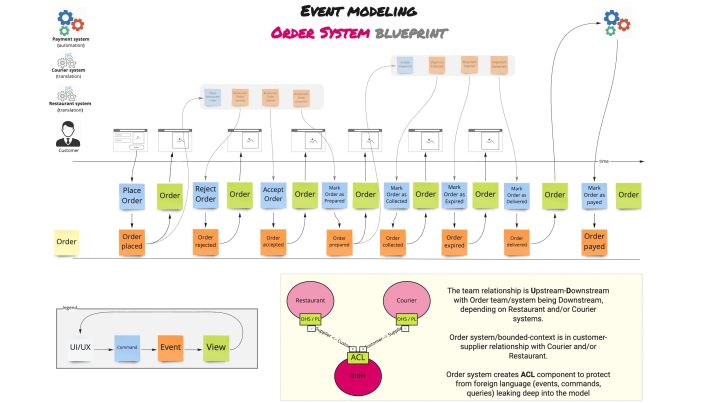 EVENT MODELING
ORDER SYSTEM BLUEPRINT
Payment system
(automation)
Courier system
(translation)
Restaurant system
(translation)
Customer
time
Place
Order
Order
Reject
Order
Order
Accept
Order
Order
Mark
Order as
Prepared
Order
Mark
Order as
Collected
Order
Mark
Order as
Expired
Order
Mark
Order as
Delivered
Order
Mark
Order as
payed
Order
Order
Order
placed
Order
rejected
Order
accepted
Order
prepared
Order
collected
Order
expired
Order
delivered
Order
payed
legend
UI/UX
Command
Event
View
Restaurant
Courier
OHS / PL
OHS / PL
Supplier <-
-> Supplier
ACL
Order
The team relationship is Upstream-Downstream
with Order team/system being Downstream,
depending on Restaurant and/or Courier
systems.
Order system/bounded-context is in customer-
supplier relationship with Courier and/or
Restaurant.
Order system creates ACL component to protect
from foreign language (events, commands,
queries) leaking deep into the model